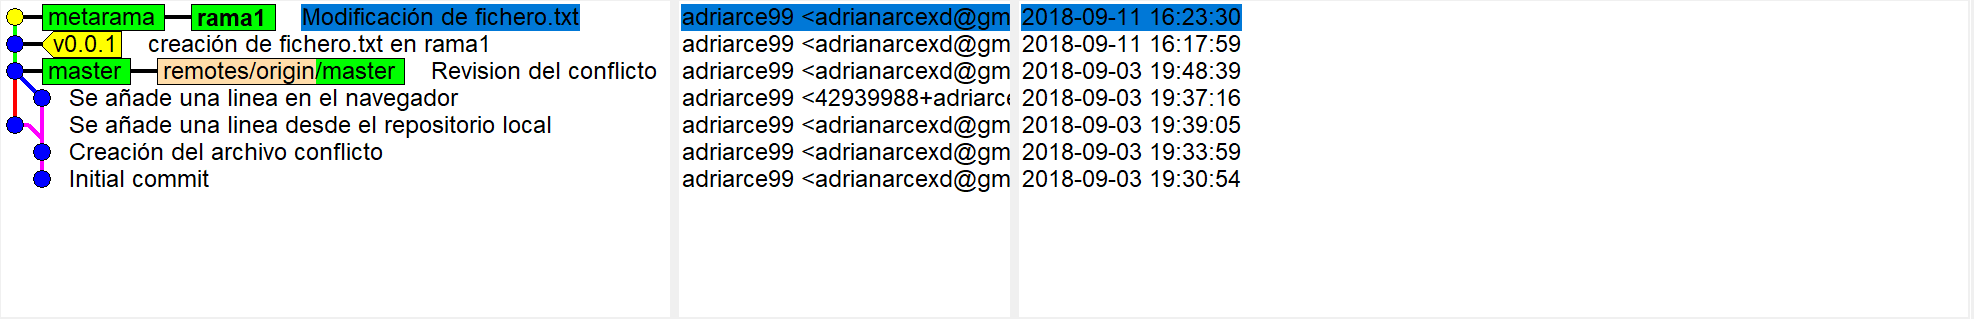 metarama rama1 Modificación de fichero.txt adriarce99 <adrianarcexd@gm 2018-09-11 16:23:30
v0.0.1 creación de fichero.txt en rama1 adriarce99 <adrianarcexd@gm 2018-09-11 16:17:59
master remotes/origin/master Revision del conflicto adriarce99 <adrianarcexd@gm 2018-09-03 19:48:39
Se añade una linea en el navegador adriarce99 <42939988+adriarce 2018-09-03 19:37:16
Se añade una linea desde el repositorio local adriarce99 <adrianarcexd@gm 2018-09-03 19:39:05
Creación del archivo conflicto adriarce99 <adrianarcexd@gm 2018-09-03 19:33:59
Initial commit adriarce99 <adrianarcexd@gm 2018-09-03 19:30:54